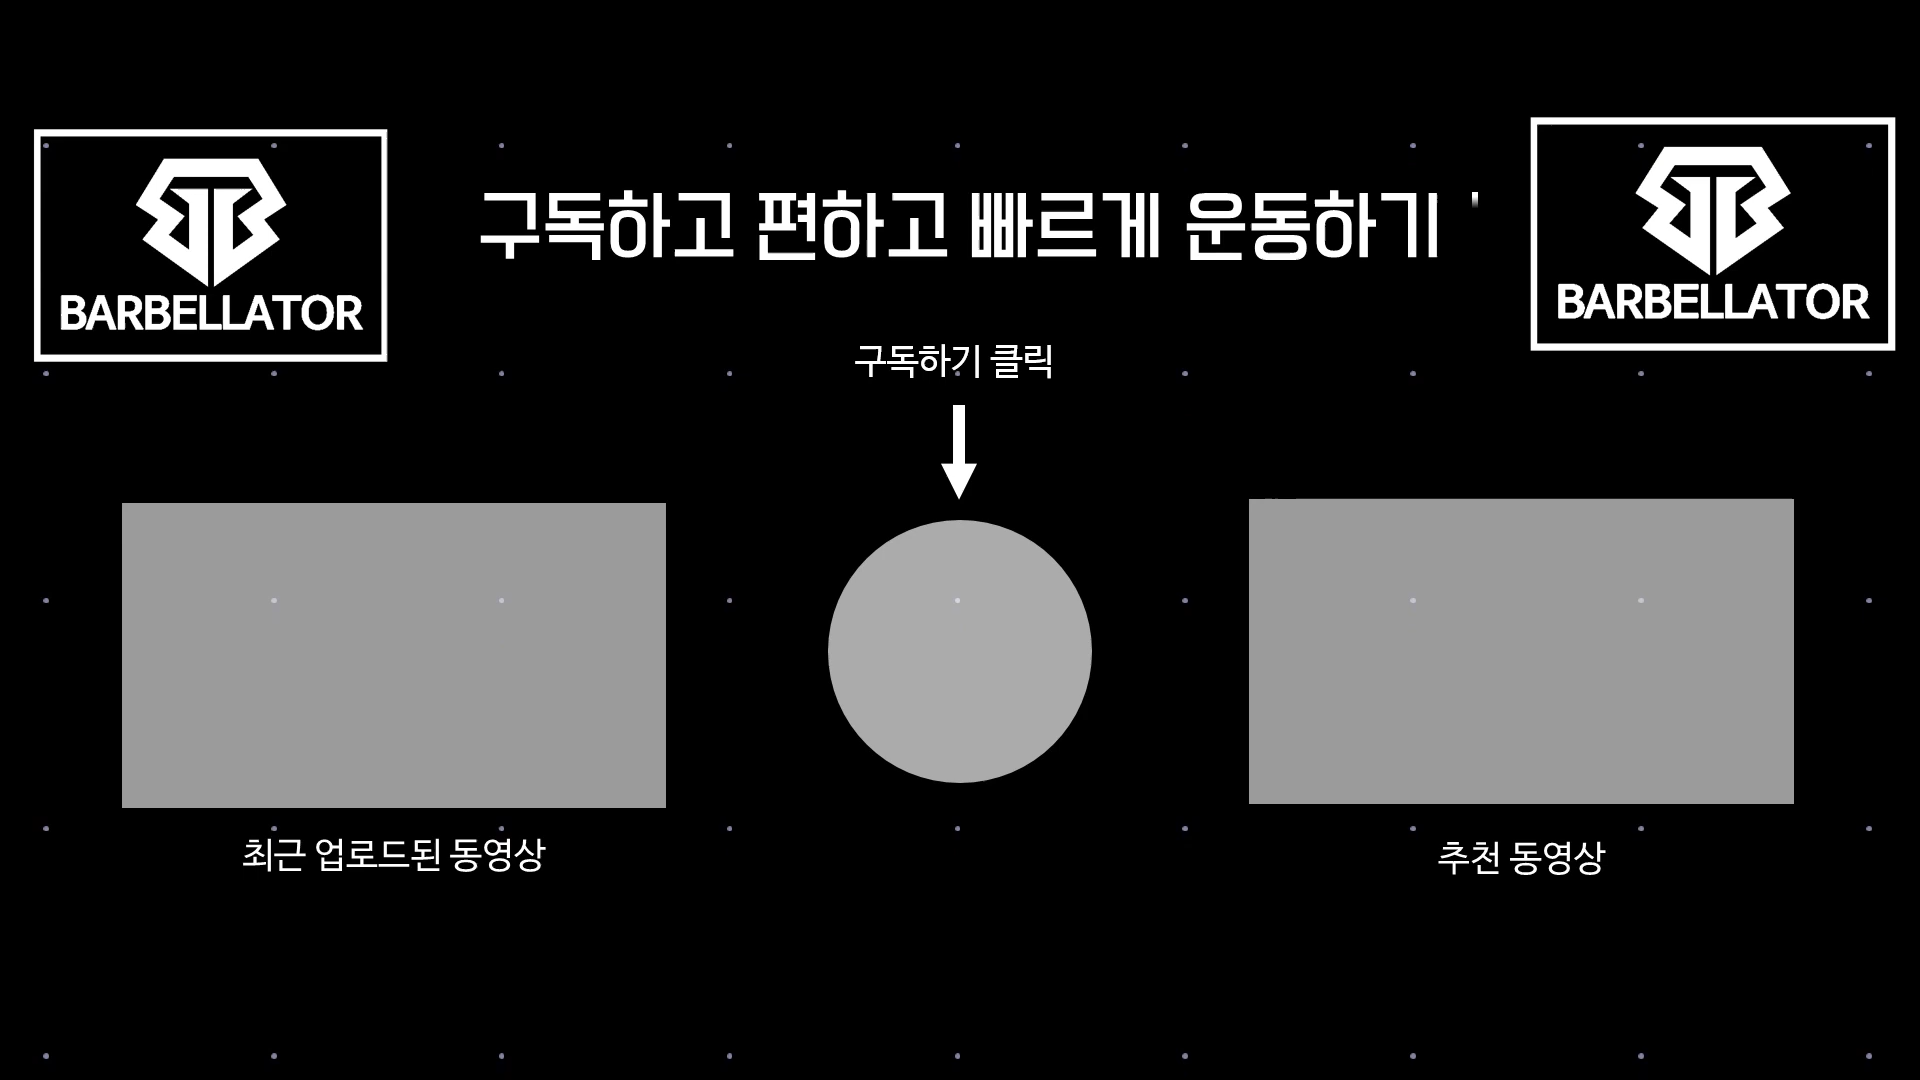 구독하고 편하고 빠르게 운동하기 '
BARBELLATOR
BARBELLATOR
구독하기 클릭
최근 업로드된 동영상
추천 동영상